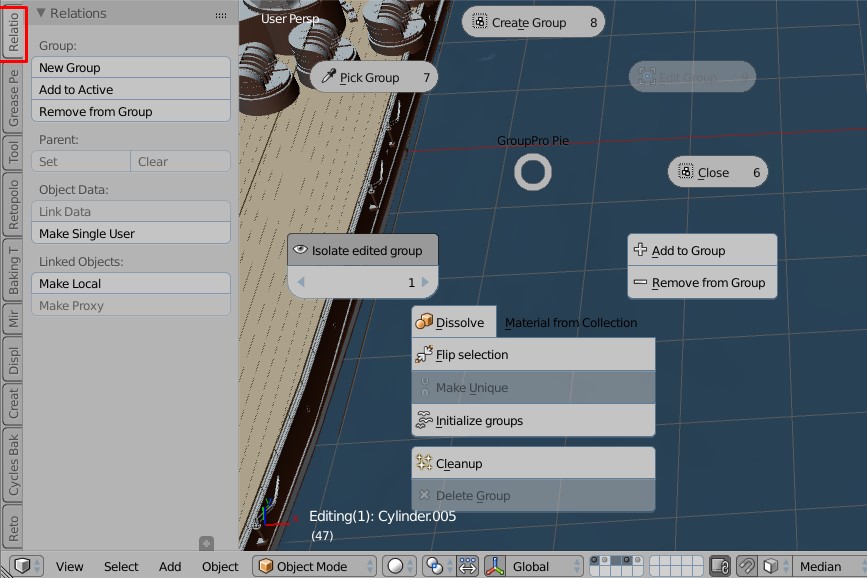 Relatio
Grease Pe
Tool
Retopolo
Baking T
Mir
Displ
Creat
Cycles Bak
Reto
Relations
Group:
New Group
Add to Active
Remove from Group
Parent:
Set Clear
Object Data:
Link Data
Make Single User
Linked Objects:
Make Local
Make Proxy
User Persp
Create Group 8
Pick Group 7
Edit Group 9
GroupPro Pie
Close 6
Isolate edited group
1
Add to Group
Remove from Group
Dissolve Material from Collection
Flip selection
Make Unique
Initialize groups
Cleanup
Delete Group
Editing(1): Cylinder.005
(47)
View Select Add Object Object Mode Global Median